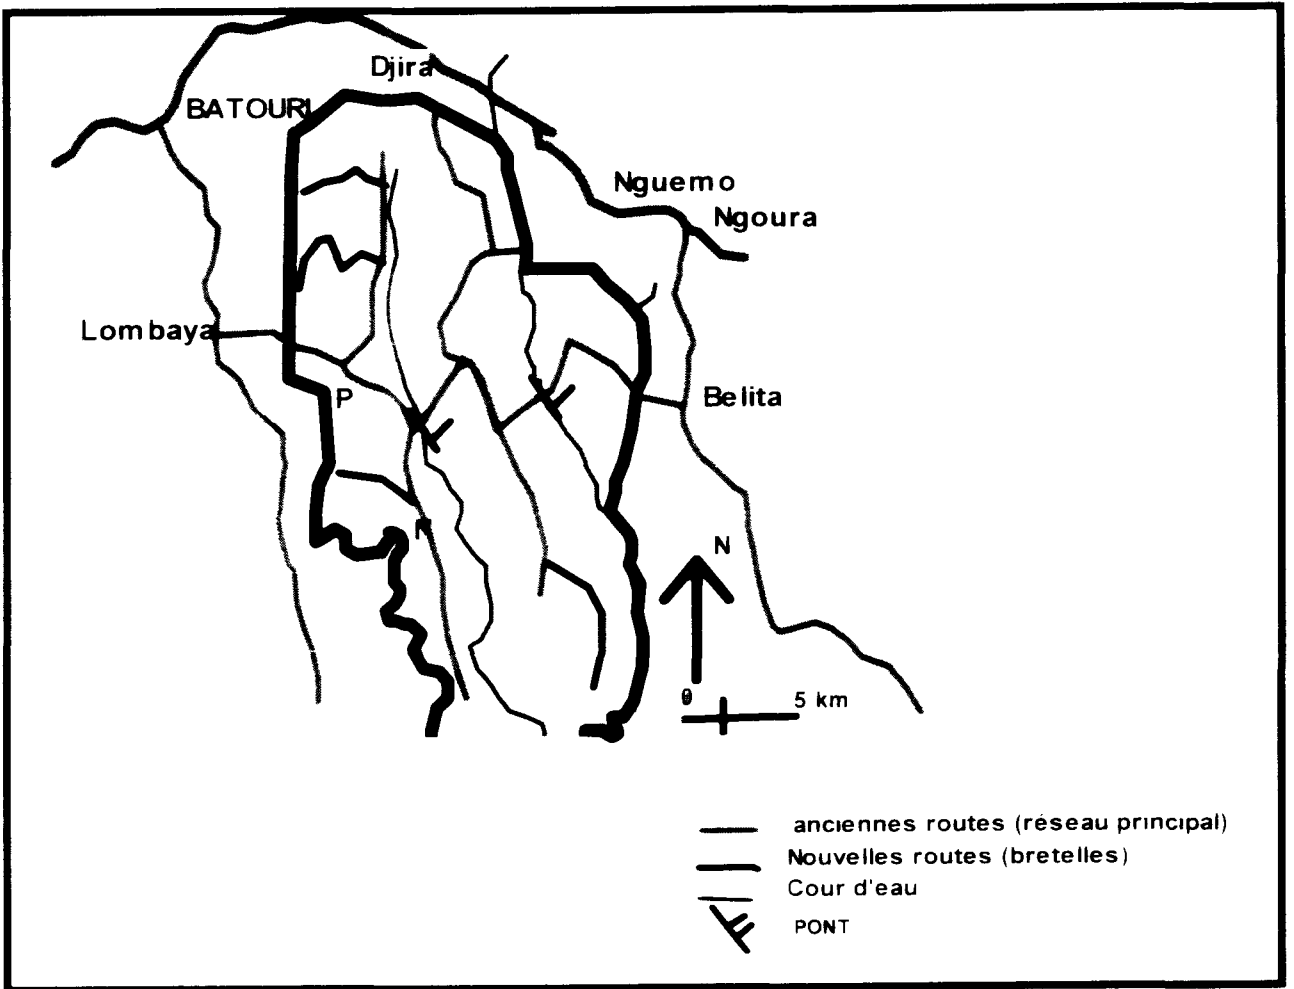 Djira
BATOURI
Nguemo
Ngoura
Lombaya
Belita
P
N
N
0
5 km
anciennes routes (réseau principal)
Nouvelles routes (bretelles)
Cour d'eau
PONT